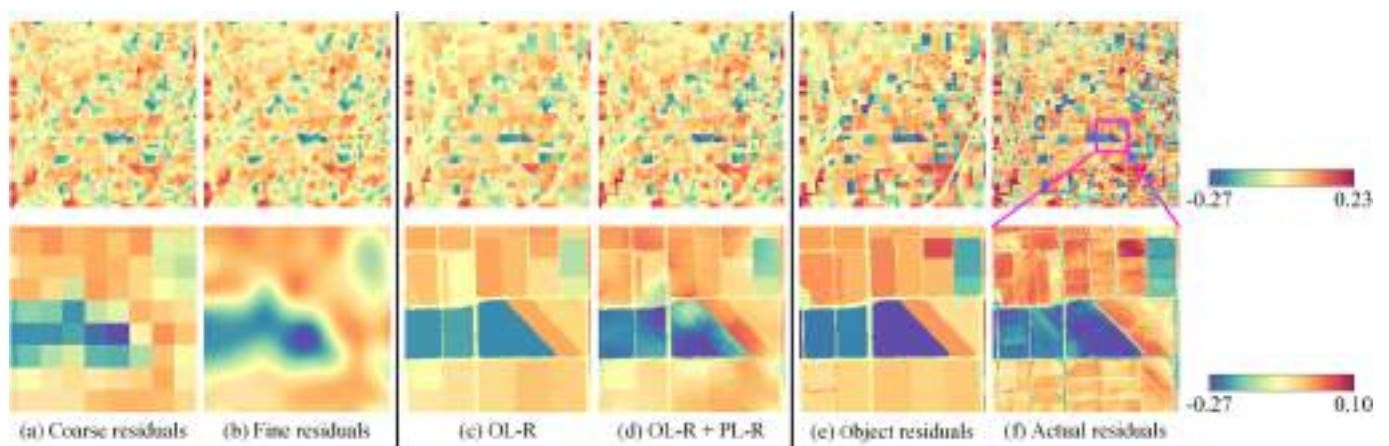 -0.27 0.23
-0.27 0.10
(a) Coarse residuals (b) Fine residuals (c) OL-R (d) OL-R + PL-R (e) Object residuals (f) Actual residuals